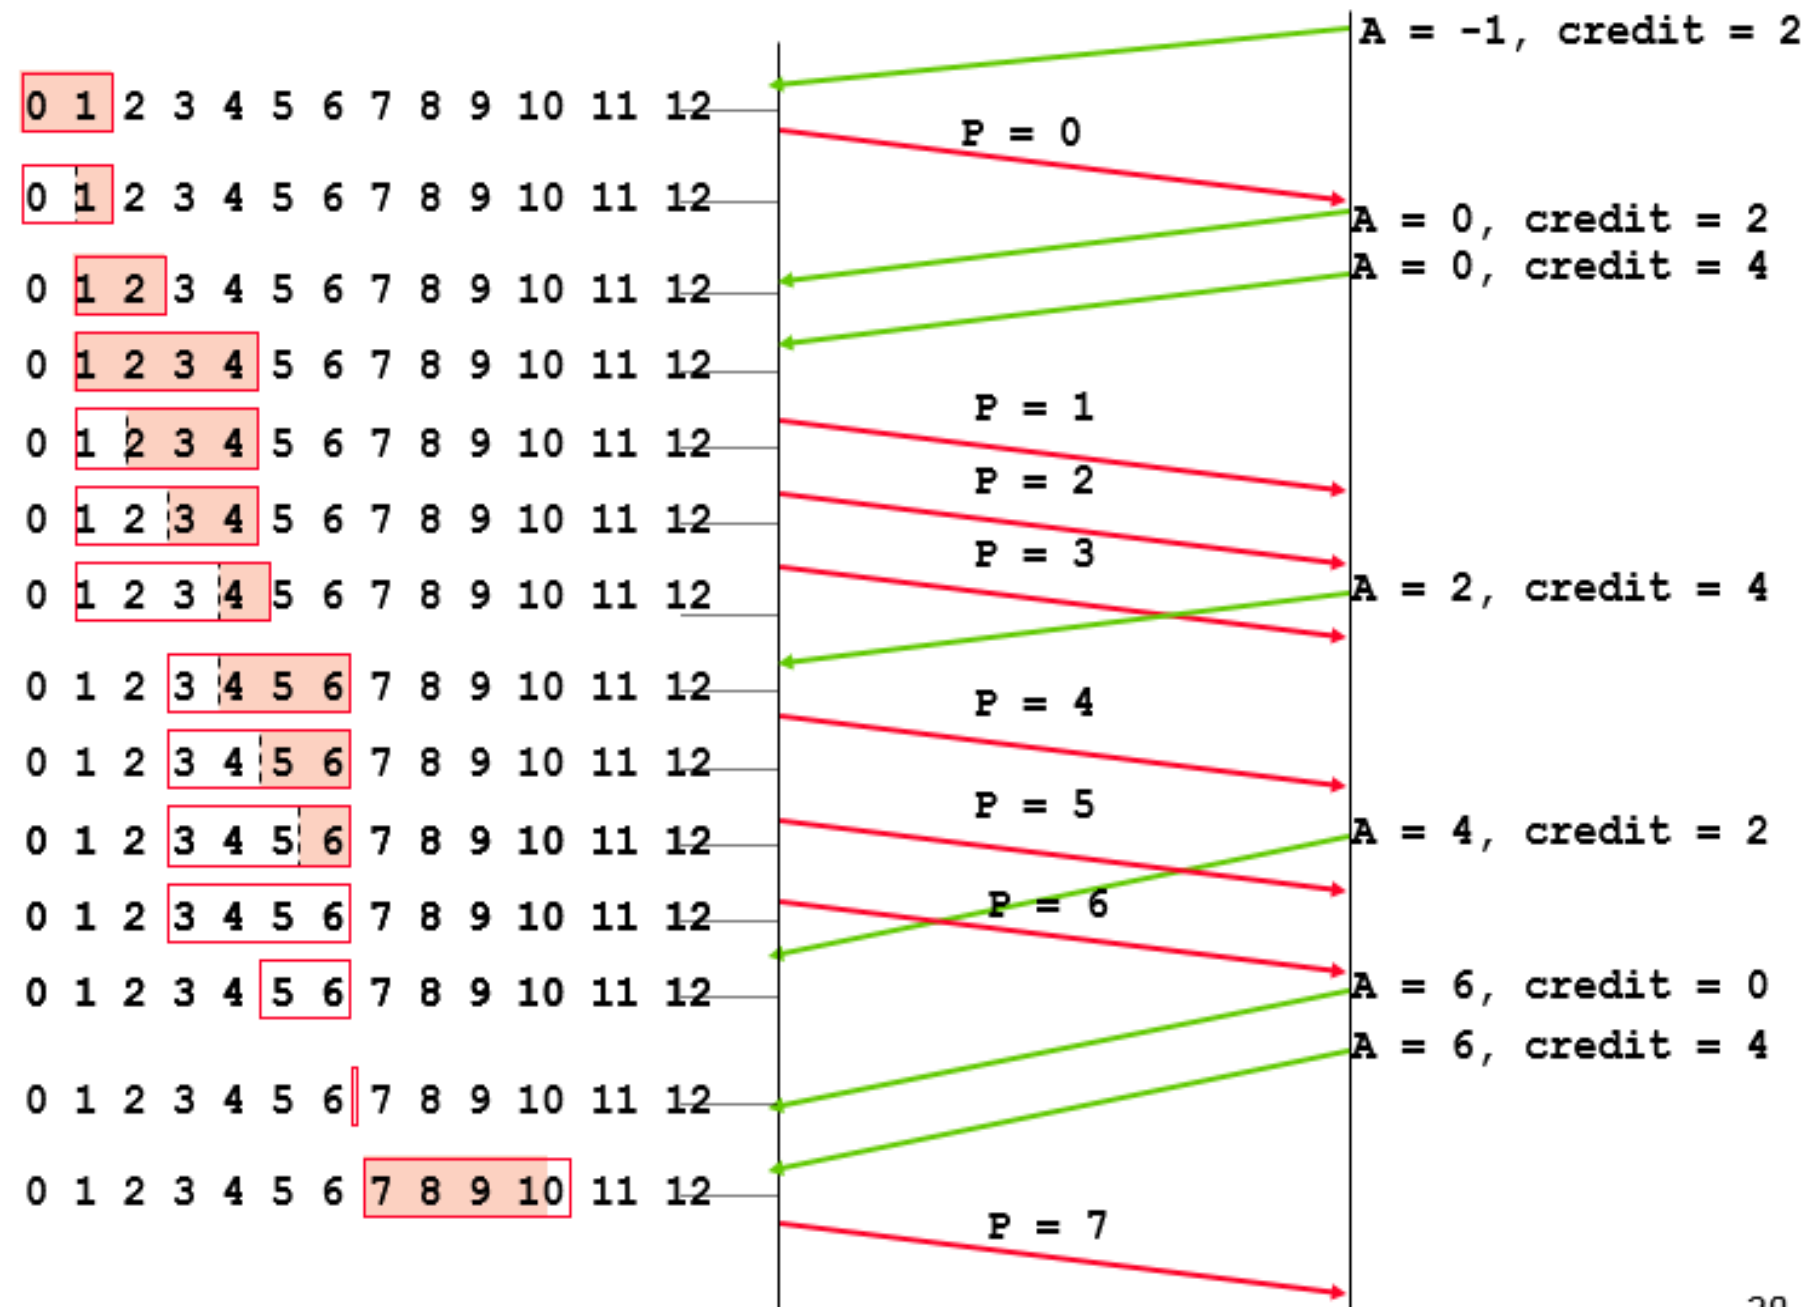 A = -1, credit = 2
0 1 2 3 4 5 6 7 8 9 10 11 12
P = 0
0 1 2 3 4 5 6 7 8 9 10 11 12
A = 0, credit = 2
A = 0, credit = 4
0 1 2 3 4 5 6 7 8 9 10 11 12
0 1 2 3 4 5 6 7 8 9 10 11 12
P = 1
0 1 2 3 4 5 6 7 8 9 10 11 12
P = 2
0 1 2 3 4 5 6 7 8 9 10 11 12
P = 3
0 1 2 3 4 5 6 7 8 9 10 11 12
A = 2, credit = 4
0 1 2 3 4 5 6 7 8 9 10 11 12
P = 4
0 1 2 3 4 5 6 7 8 9 10 11 12
P = 5
0 1 2 3 4 5 6 7 8 9 10 11 12
A = 4, credit = 2
P = 6
0 1 2 3 4 5 6 7 8 9 10 11 12
0 1 2 3 4 5 6 7 8 9 10 11 12
A = 6, credit = 0
A = 6, credit = 4
0 1 2 3 4 5 6 7 8 9 10 11 12
0 1 2 3 4 5 6 7 8 9 10 11 12
P = 7